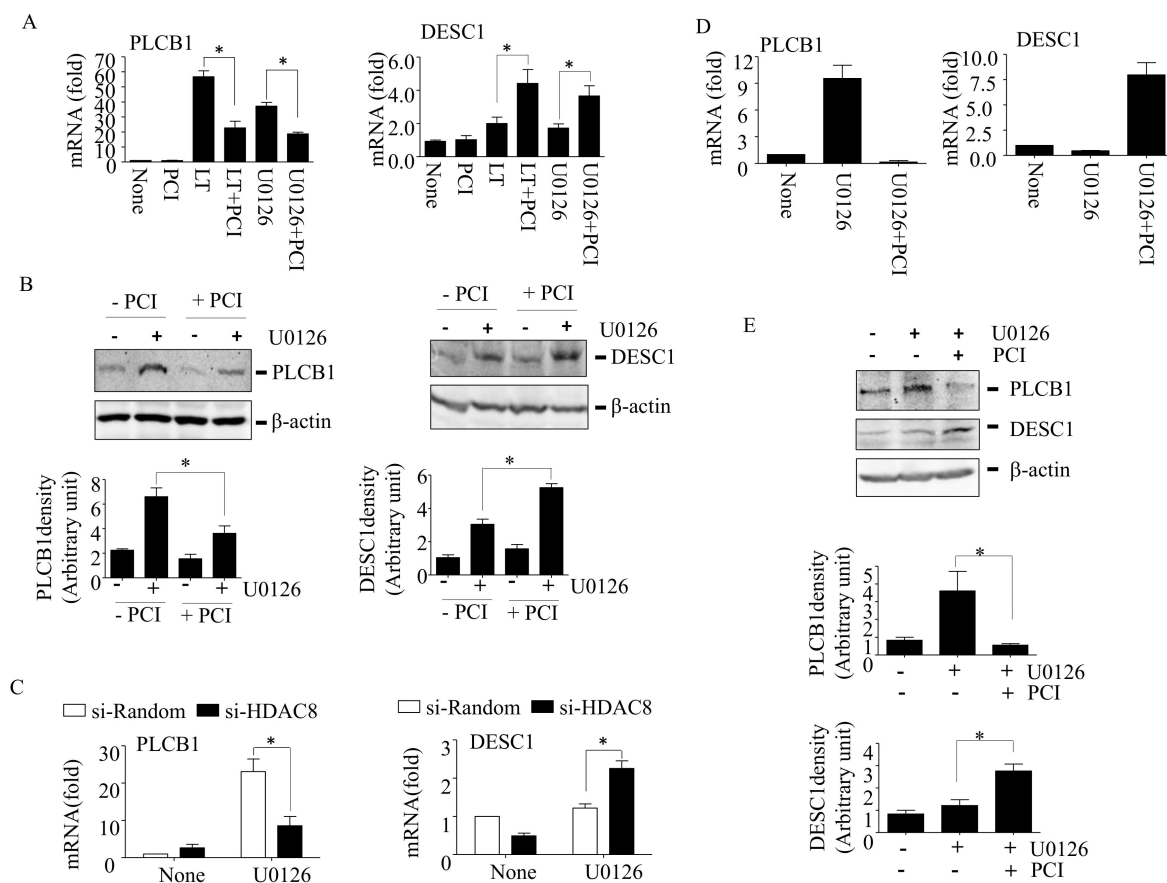 A
PLCB1
mRNA (fold)
70
60
50
40
30
20
10
0
*
*
None
PCI
LT
LT+PCI
U0126
U0126+PCI
DESC1
mRNA (fold)
6.0
4.0
2.0
0.0
*
*
None
PCI
LT
LT+PCI
U0126
U0126+PCI
B
- PCI + PCI
- + - + U0126
PLCB1
β-actin
PLCB1density
(Arbitrary unit)
8
6
4
2
0
*
- + - + U0126
- PCI + PCI
- PCI + PCI
- + - + U0126
DESC1
β-actin
DESC1density
(Arbitrary unit)
6
4
2
0
*
- + - + U0126
- PCI + PCI
C
si-Random si-HDAC8
PLCB1
mRNA(fold)
30
20
10
0
*
None U0126
si-Random si-HDAC8
DESC1
mRNA(fold)
3
2
1
0
*
None U0126
D
PLCB1
mRNA (fold)
12
9
6
3
0
None
U0126
U0126+PCI
DESC1
mRNA (fold)
10.0
7.5
5.0
2.5
0.0
None
U0126
U0126+PCI
E
- + + U0126
- - + PCI
PLCB1
DESC1
β-actin
PLCB1density
(Arbitrary unit)
5
4
2
1
0
*
- + + U0126
- - + PCI
DESC1density
(Arbitrary unit)
4
3
2
1
0
*
- + + U0126
- - + PCI